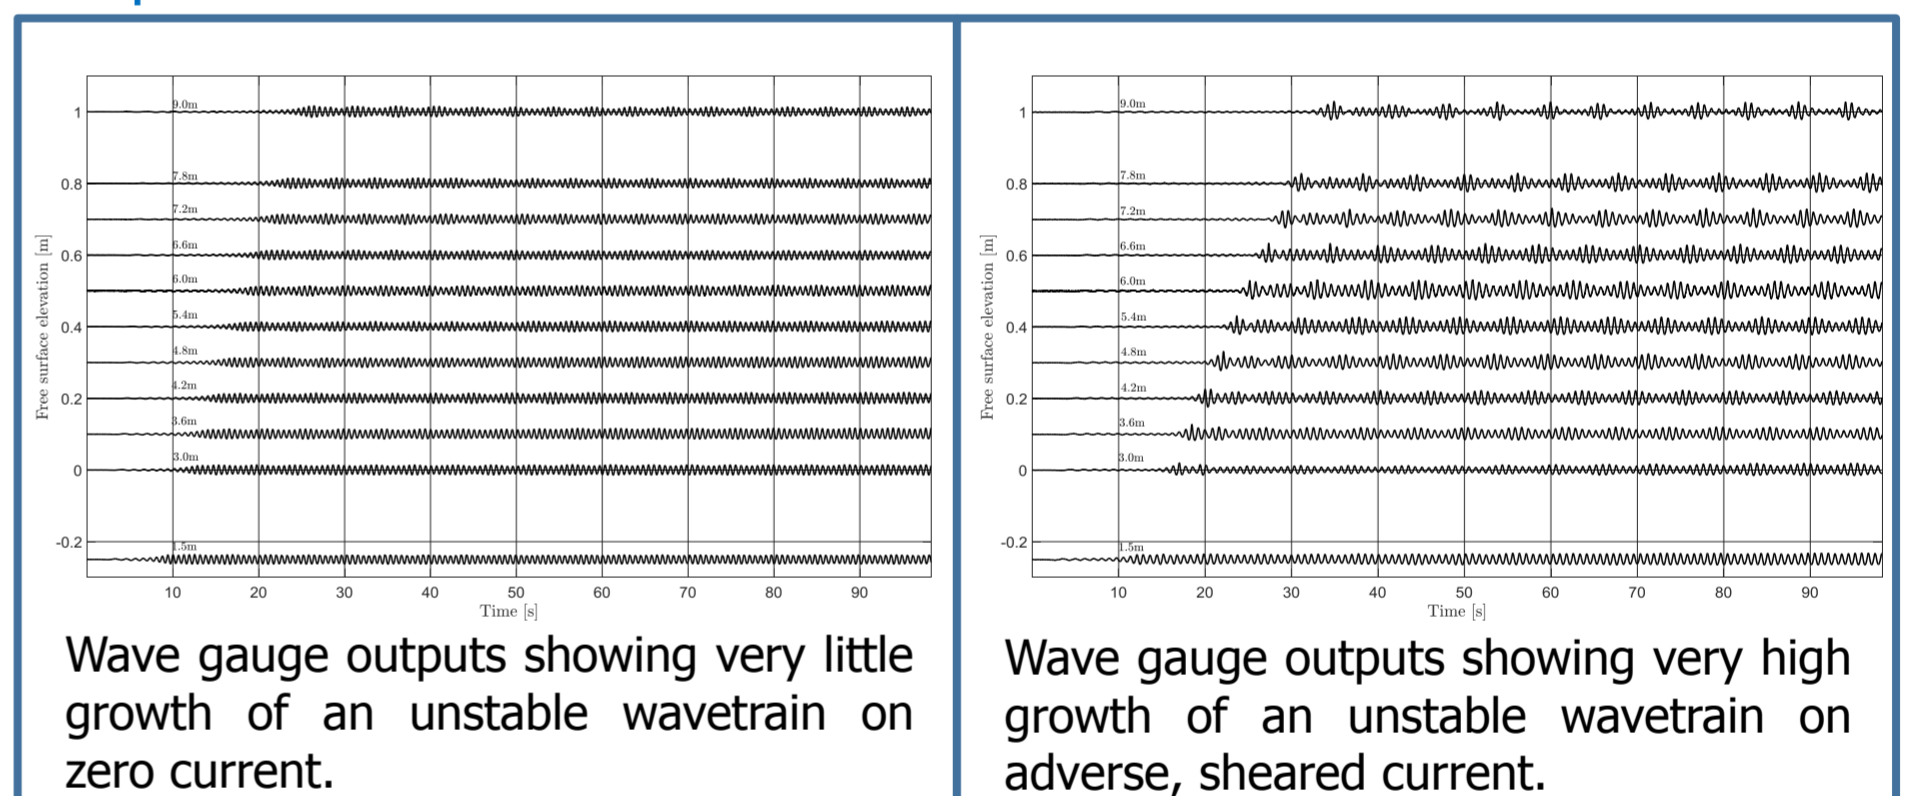 9.0m
1
7.8m
0.8
7.2m
6.6m
0.6
6.0m
5.4m
0.4
4.8m
4.2m
0.2
3.6m
3.0m
0
-0.2
1.5m
Free surface elevation [m]
10 20 30 40 50 60 70 80 90
Time [s]
Wave gauge outputs showing very little
growth of an unstable wavetrain on
zero current.
9.0m
1
7.8m
0.8
7.2m
6.6m
0.6
6.0m
5.4m
0.4
4.8m
4.2m
0.2
3.6m
3.0m
0
-0.2
1.5m
Free surface elevation [m]
10 20 30 40 50 60 70 80 90
Time [s]
Wave gauge outputs showing very high
growth of an unstable wavetrain on
adverse, sheared current.